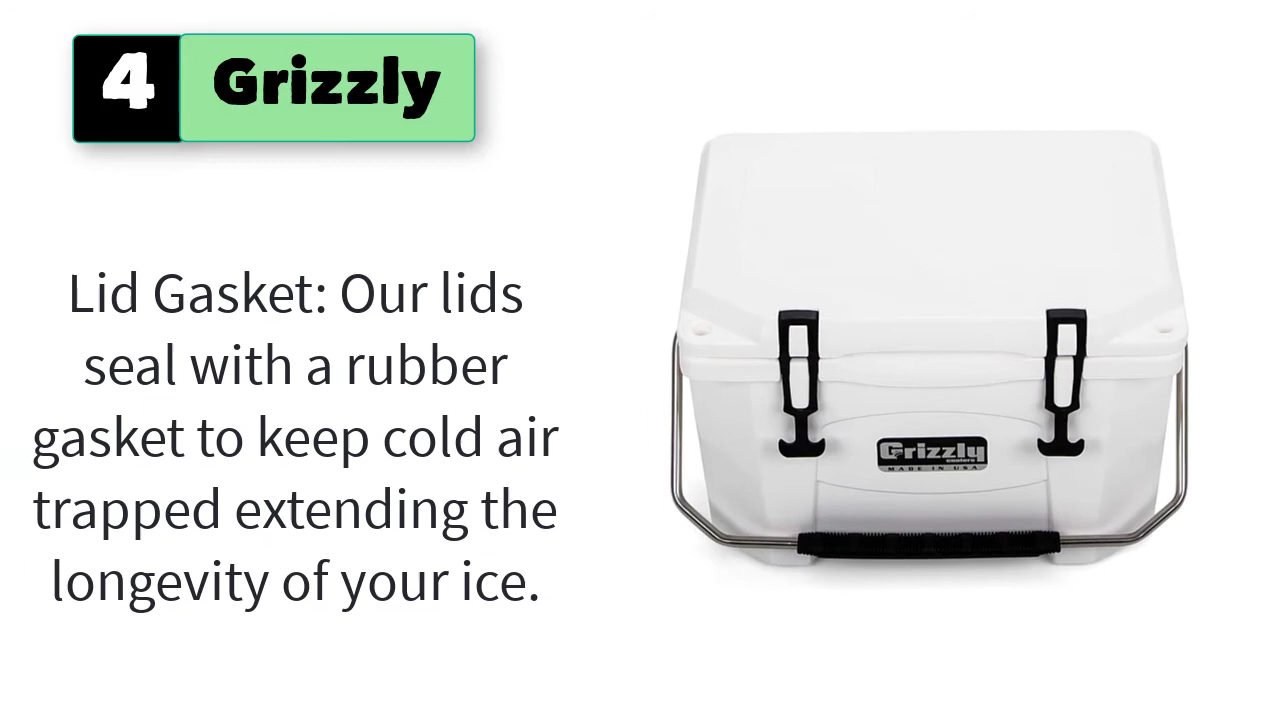 4 Grizzly
Lid Gasket: Our lids
seal with a rubber
gasket to keep cold air
trapped extending the
longevity of your ice.
Grizzly
coolers
MADE IN USA